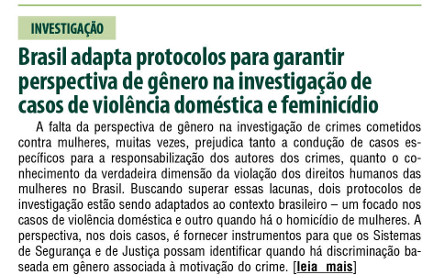 INVESTIGAÇÃO
Brasil adapta protocolos para garantir
perspectiva de gênero na investigação de
casos de violência doméstica e feminicídio
A falta da perspectiva de gênero na investigação de crimes cometidos
contra mulheres, muitas vezes, prejudica tanto a condução de casos es-
pecíficos para a responsabilização dos autores dos crimes, quanto o co-
nhecimento da verdadeira dimensão da violação dos direitos humanos das
mulheres no Brasil. Buscando superar essas lacunas, dois protocolos de
investigação estão sendo adaptados ao contexto brasileiro – um focado nos
casos de violência doméstica e outro quando há o homicídio de mulheres. A
perspectiva, nos dois casos, é fornecer instrumentos para que os Sistemas
de Segurança e de Justiça possam identificar quando há discriminação ba-
seada em gênero associada à motivação do crime. [leia mais]